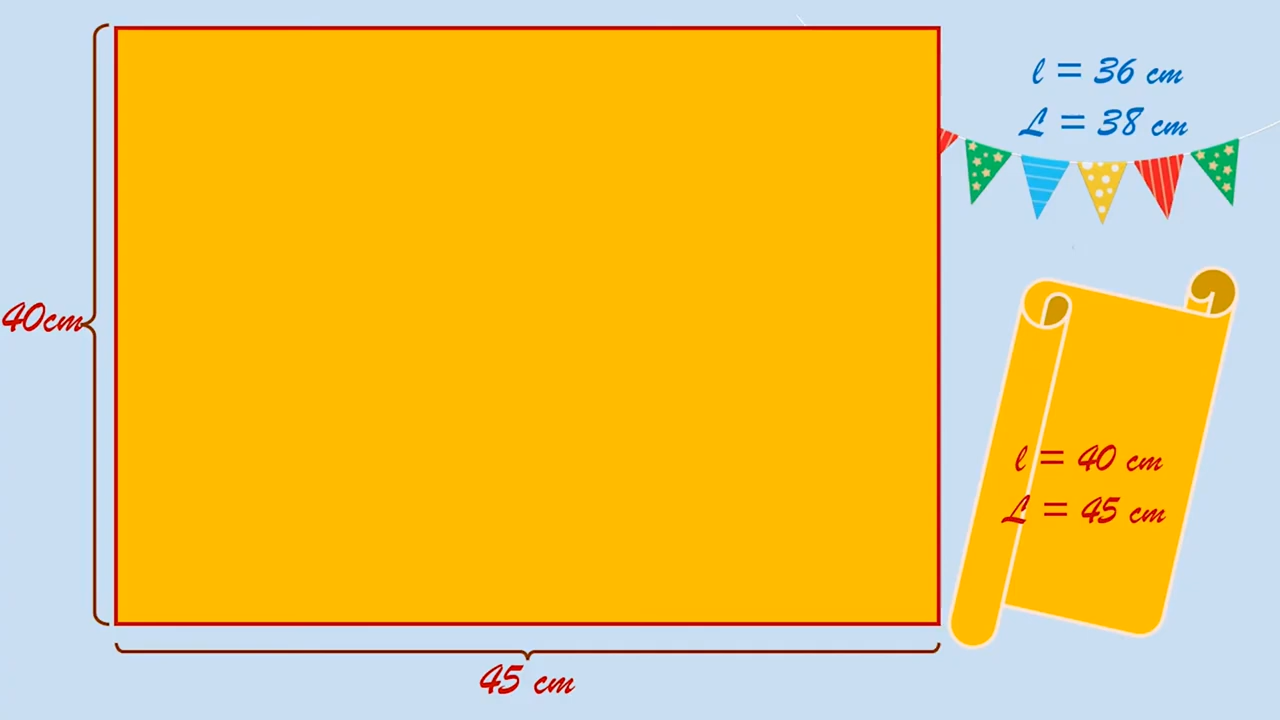 40cm
45 cm
l = 36 cm
L = 38 cm
l = 40 cm
L = 45 cm